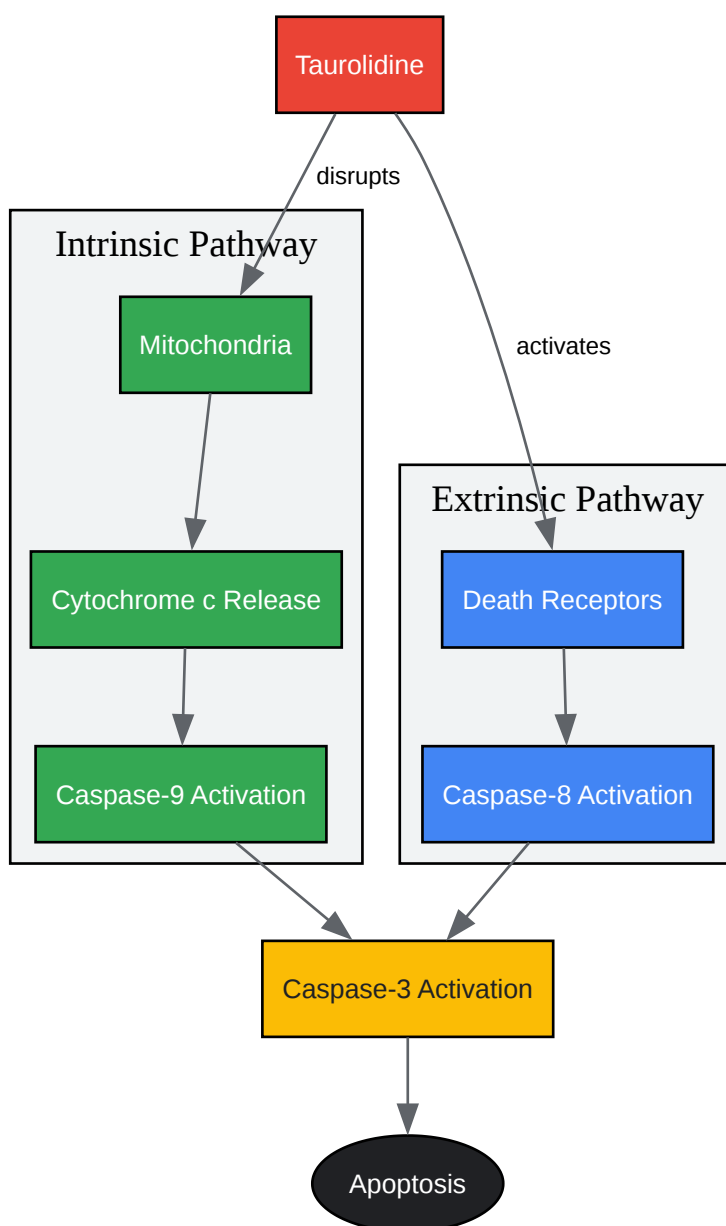 Taurolidine
disrupts
Intrinsic Pathway
Mitochondria
activates
Extrinsic Pathway
Cytochrome c Release
Death Receptors
Caspase-9 Activation
Caspase-8 Activation
Caspase-3 Activation
Apoptosis